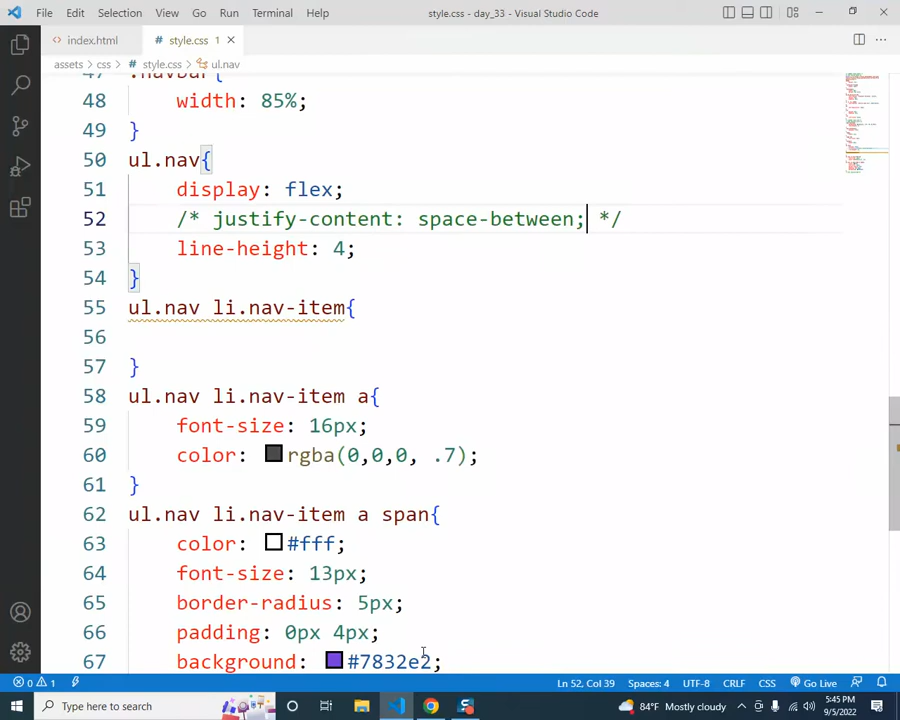 File Edit Selection View Go Run Terminal Help style.css - day_33 - Visual Studio Code
index.html # style.css 1
assets > css > # style.css > ul.nav
47 .navbar{
48 width: 85%;
49 }
50 ul.nav{
51 display: flex;
52 /* justify-content: space-between; */
53 line-height: 4;
54 }
55 ul.nav li.nav-item{
56
57 }
58 ul.nav li.nav-item a{
59 font-size: 16px;
60 color: rgba(0,0,0, .7);
61 }
62 ul.nav li.nav-item a span{
63 color: #fff;
64 font-size: 13px;
65 border-radius: 5px;
66 padding: 0px 4px;
67 background: #7832e2;
0 1 Ln 52, Col 39 Spaces: 4 UTF-8 CRLF CSS Go Live
Type here to search 84°F Mostly cloudy 5:45 PM
9/5/2022